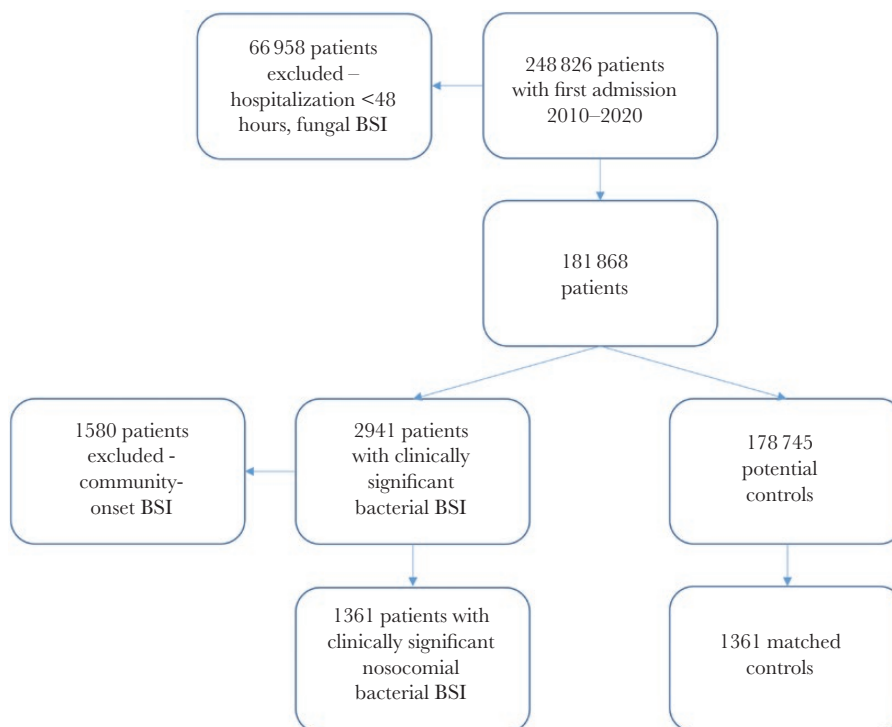 66 958 patients
excluded –
hospitalization <48
hours, fungal BSI
248 826 patients
with first admission
2010–2020
181 868
patients
1580 patients
excluded -
community-
onset BSI
2941 patients
with clinically
significant
bacterial BSI
178 745
potential
controls
1361 patients with
clinically significant
nosocomial
bacterial BSI
1361 matched
controls